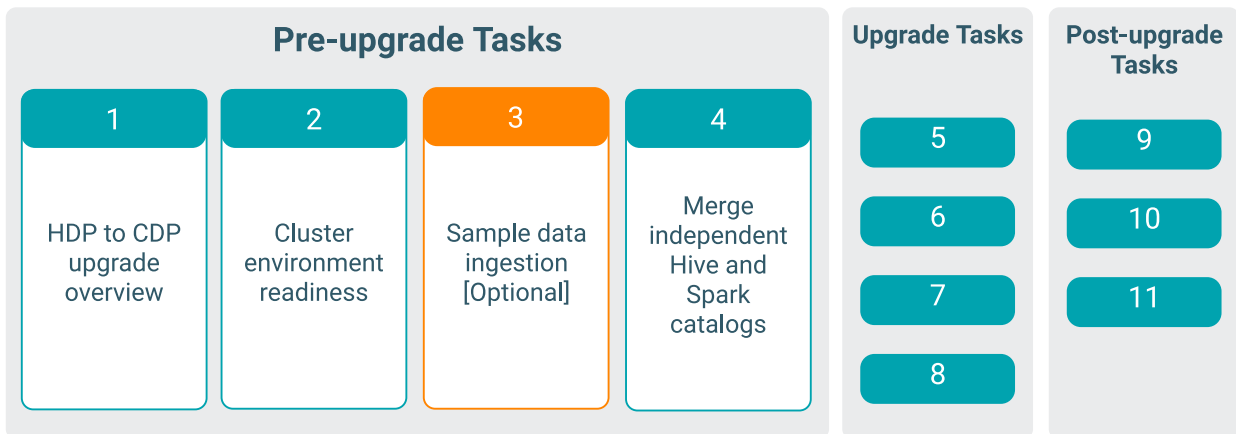 Pre-upgrade Tasks
1
HDP to CDP
upgrade
overview
2
Cluster
environment
readiness
3
Sample data
ingestion
[Optional]
4
Merge
independent
Hive and
Spark
catalogs
Upgrade Tasks
5
6
7
8
Post-upgrade
Tasks
9
10
11